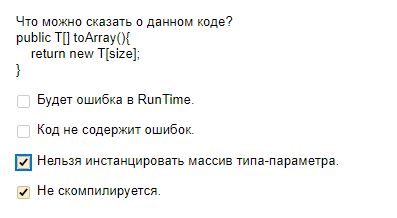 Что можно сказать о данном коде?
public T[] toArray(){
return new T[size];
}
Будет ошибка в RunTime.
Код не содержит ошибок.
Нельзя инстанцировать массив типа-параметра.
Не скомпилируется.